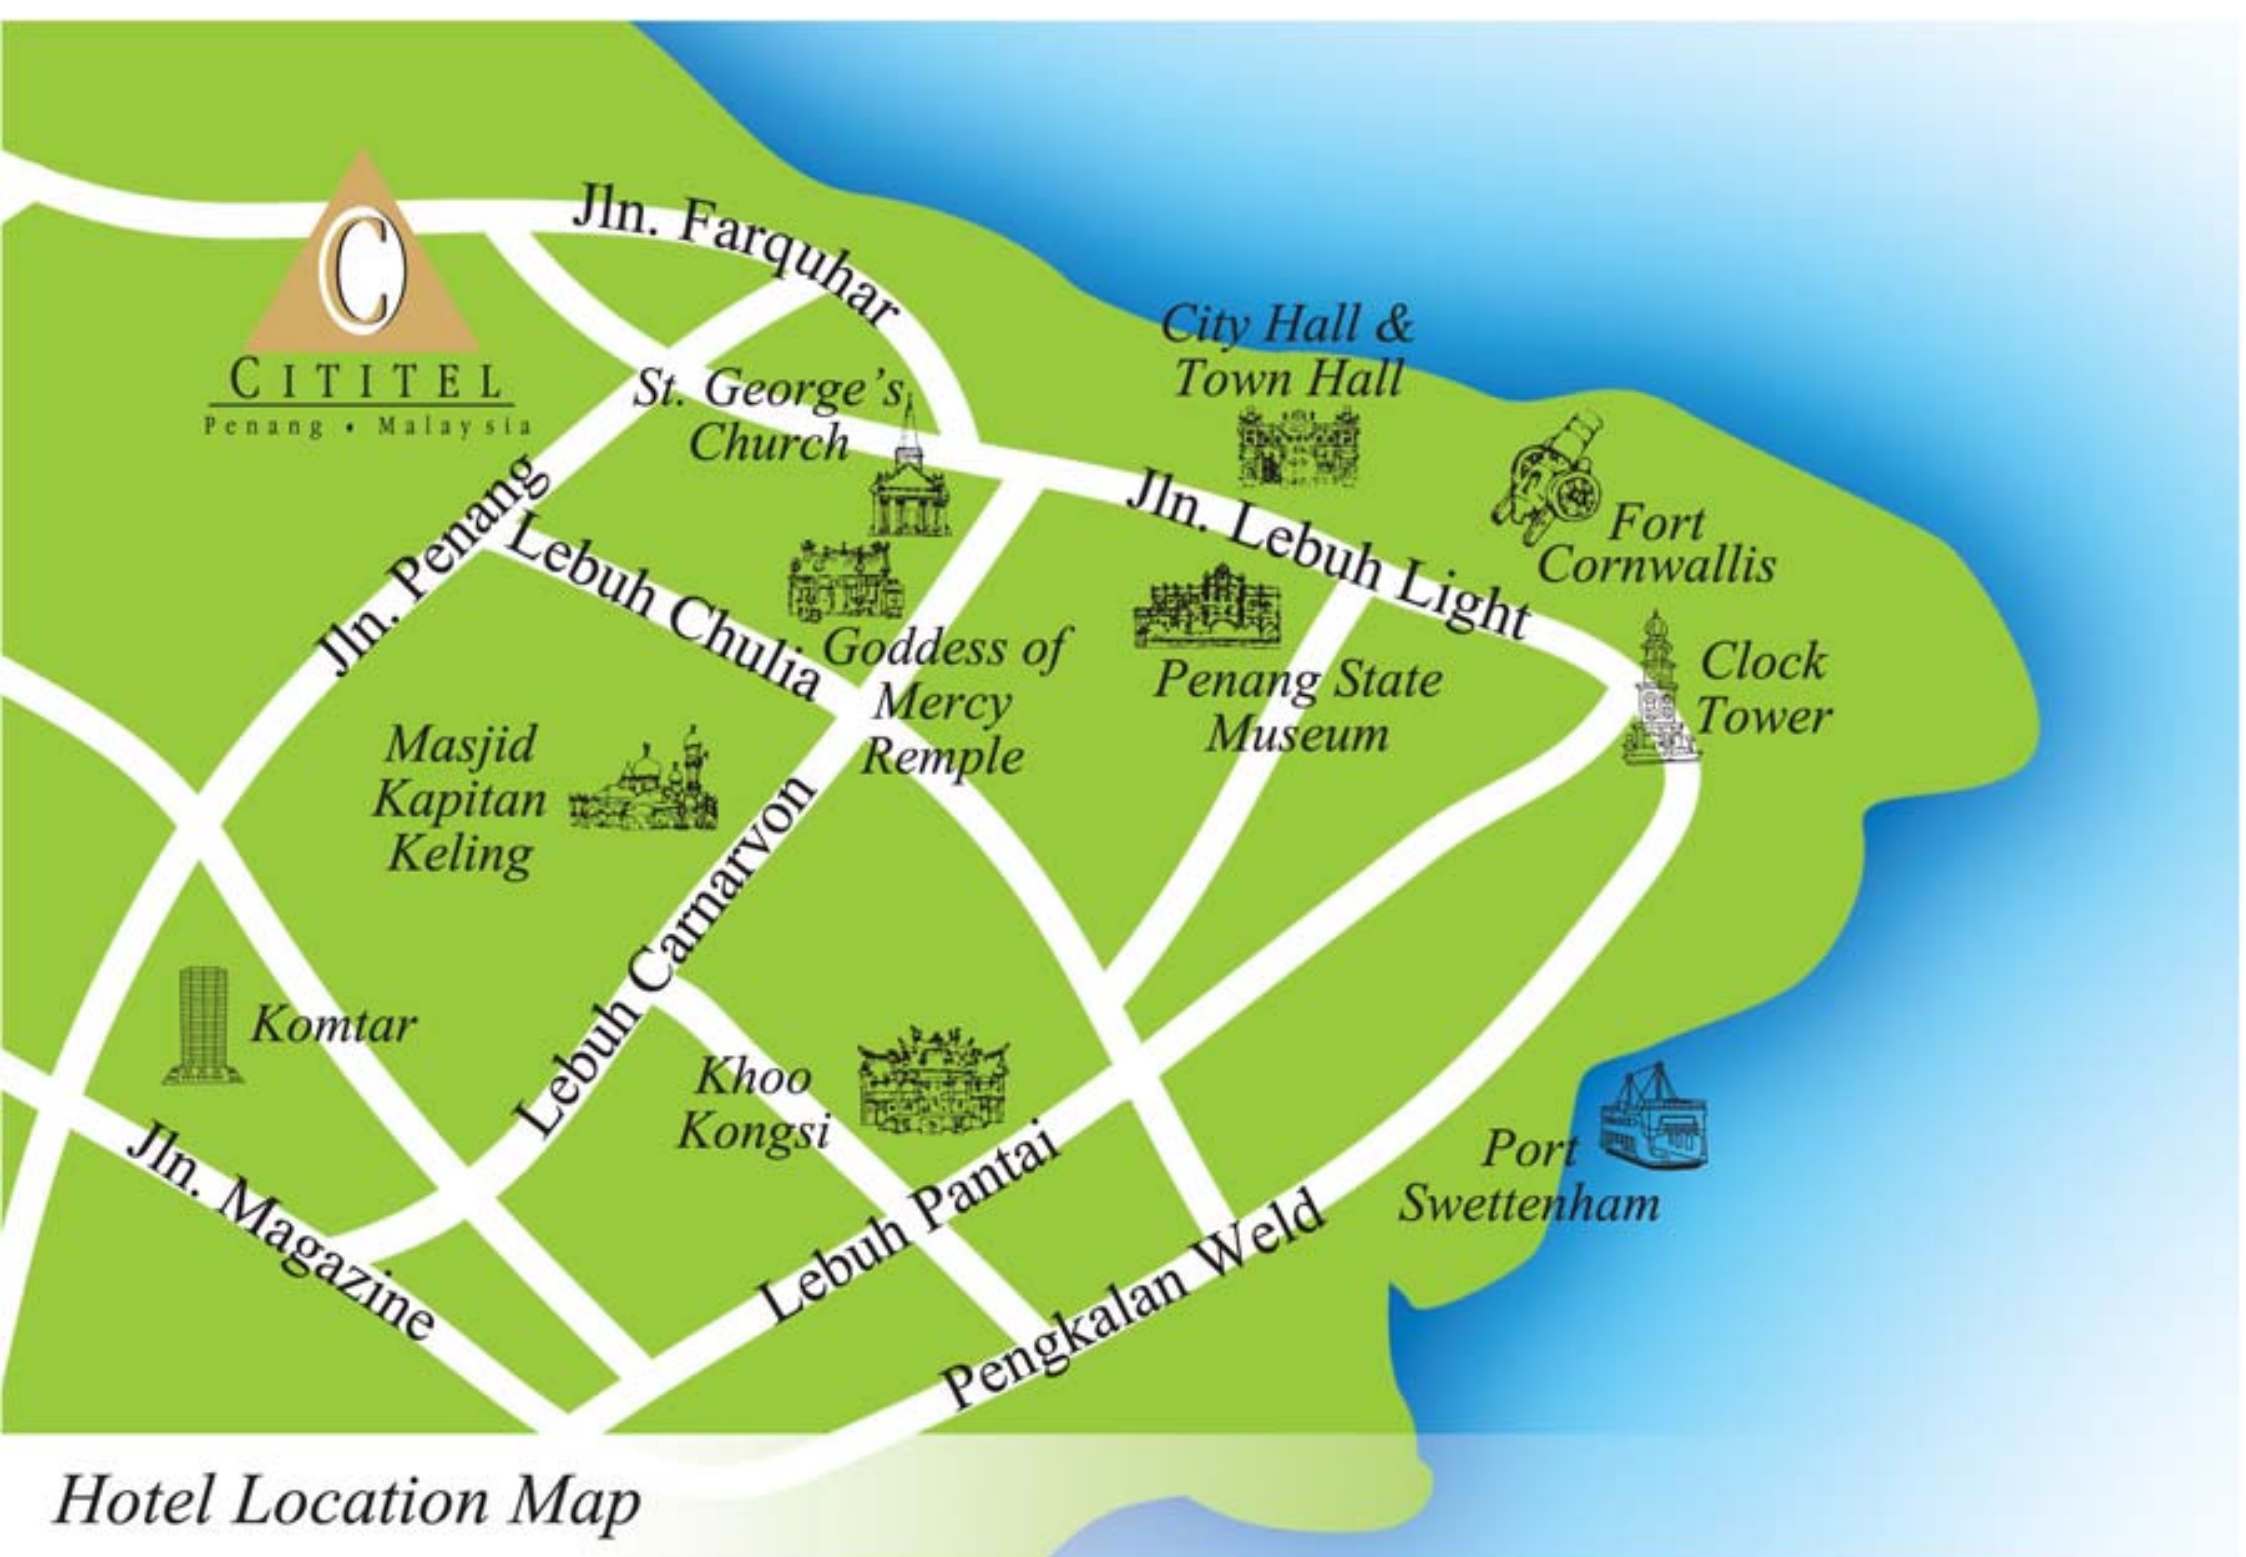 Jln. Farquhar
C
CITITEL
Penang • Malaysia
City Hall &
Town Hall
St. George's
Church
Jln. Penang
Lebuh Chulia
Jln. Lebuh Light
Fort
Cornwallis
Goddess of
Mercy
Remple
Penang State
Museum
Clock
Tower
Masjid
Kapitan
Keling
Lebuh Carnarvon
Komtar
Khoo
Kongsi
Jln. Magazine
Lebuh Pantai
Pengkalan Weld
Port
Swettenham
Hotel Location Map